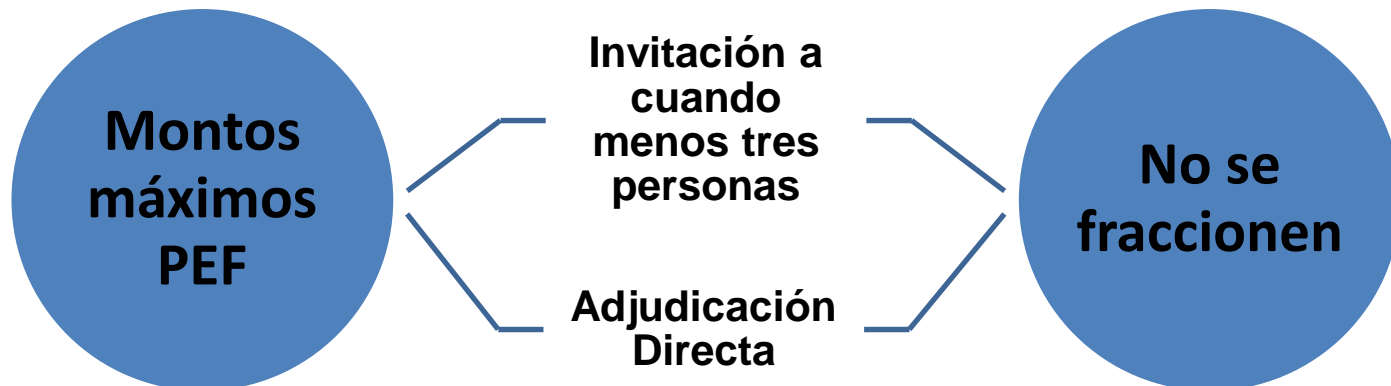 Montos
máximos
PEF
Invitación a
cuando
menos tres
personas
Adjudicación
Directa
No se
fraccionen